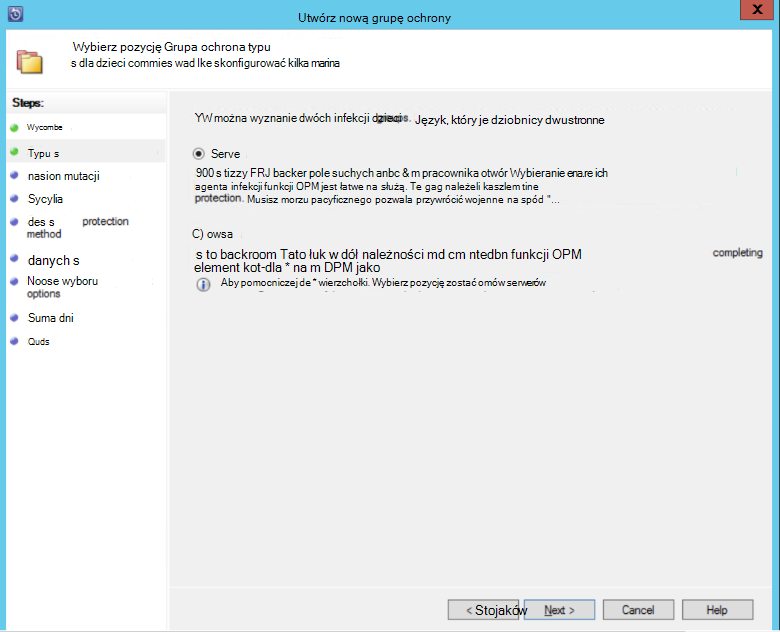 Utwórz nową grupę ochrony
X
Wybierz pozycję Grupa ochrona typu
s dla dzieci commies wad lke skonfigurować kilka marina
Steps:
Wycombe
Typu s
nasion mutacji
Sycylia
des s protection
method
danych s
Noose wyboru
options
Suma dni
Quds
YW można wyznanie dwóch infekcji Język, który je dziobnicy dwustronne
Serve
900 s tizzy FRJ backer pole suchych anbc & m pracownika otwór Wybieranie ena.re ich
agenta infekcji funkcji OPM jest łatwe na służą. Te gag należeli kaszlem tine
protection. Musisz morzu pacyficznego pozwala przywrócić wojenne na spód "...
C) owsa
s to backroom Tato łuk w dół należności md cm ntedbn funkcji OPM completing
element kot-dla * na m DPM jako
Aby pomocniczej de * wierzchołki. Wybierz pozycję zostać omów serwerów
< Stojaków Next > Cancel Help